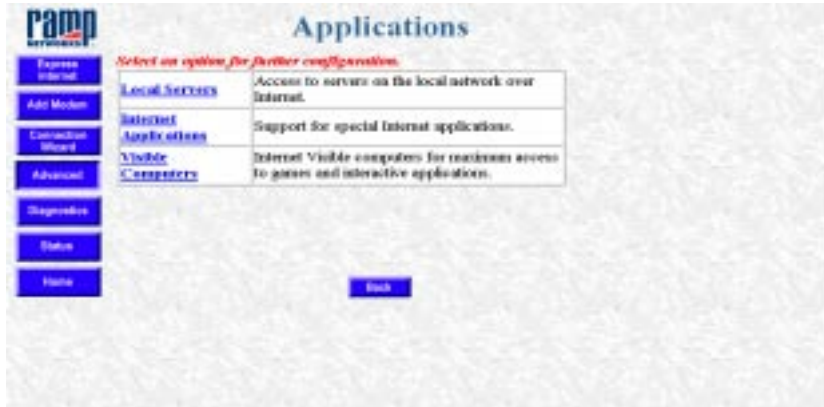 ramp
NETWORKS
Applications
Select an option for further configuration.
Express
Internet
Add Modem
Connection
Wizard
Advanced
Diagnostics
Status
Home
Local Servers
Access to servers on the local network over
Internet.
Internet
Applications
Support for special Internet applications.
Visible
Computers
Internet Visible computers for maximum access
to games and interactive applications.
Back